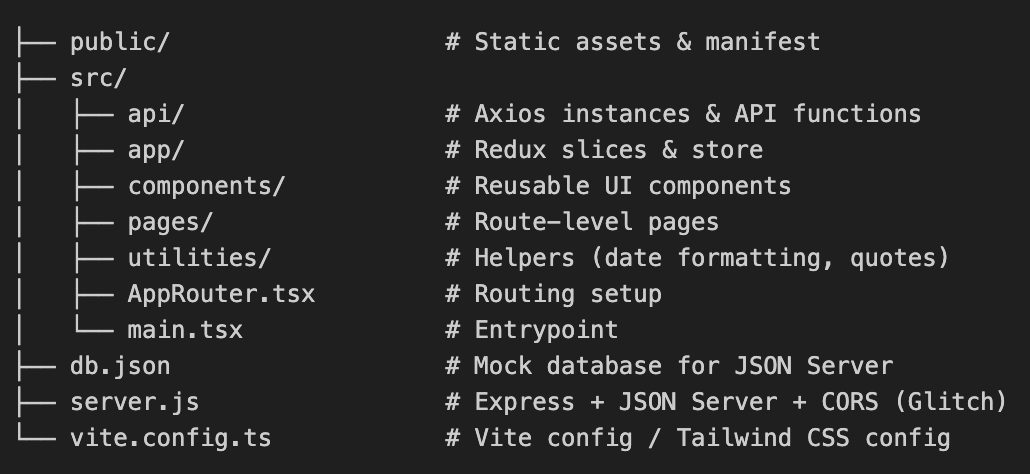 ├── public/                   # Static assets & manifest
├── src/
│   ├── api/                  # Axios instances & API functions
│   ├── app/                  # Redux slices & store
│   ├── components/           # Reusable UI components
│   ├── pages/                # Route-level pages
│   ├── utilities/            # Helpers (date formatting, quotes)
│   ├── AppRouter.tsx         # Routing setup
│   └── main.tsx              # Entrypoint
├── db.json                   # Mock database for JSON Server
├── server.js                 # Express + JSON Server + CORS (Glitch)
└── vite.config.ts            # Vite config / Tailwind CSS config